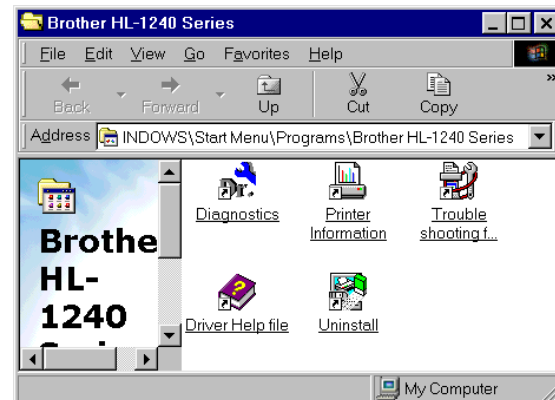 Brother HL-1240 Series
File Edit View Go Favorites Help
Back Forward Up Cut Copy »
Address INDOWS\Start Menu\Programs\Brother HL-1240 Series
Brothe
HL-
1240
Dr.
Diagnostics
Printer
Information
Trouble
shooting f...
Driver Help file
Uninstall
My Computer